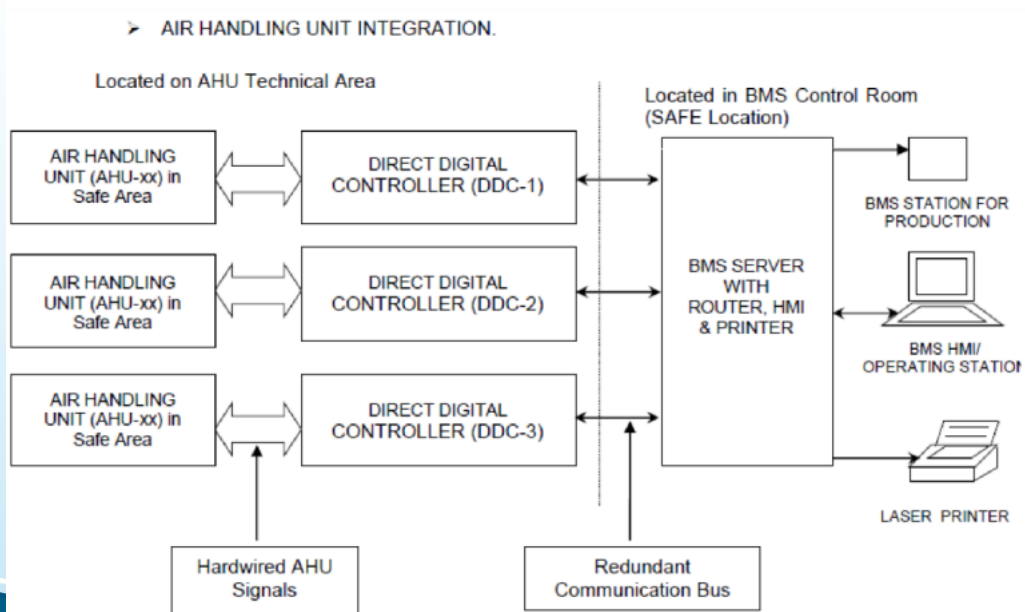 ➢ AIR HANDLING UNIT INTEGRATION.
Located on AHU Technical Area
Located in BMS Control Room
(SAFE Location)
AIR HANDLING
UNIT (AHU-xx) in
Safe Area
DIRECT DIGITAL
CONTROLLER (DDC-1)
AIR HANDLING
UNIT (AHU-xx) in
Safe Area
DIRECT DIGITAL
CONTROLLER (DDC-2)
AIR HANDLING
UNIT (AHU-xx) in
Safe Area
DIRECT DIGITAL
CONTROLLER (DDC-3)
BMS SERVER
WITH
ROUTER, HMI
& PRINTER
BMS STATION FOR
PRODUCTION
BMS HMI/
OPERATING STATION
LASER PRINTER
Hardwired AHU
Signals
Redundant
Communication Bus